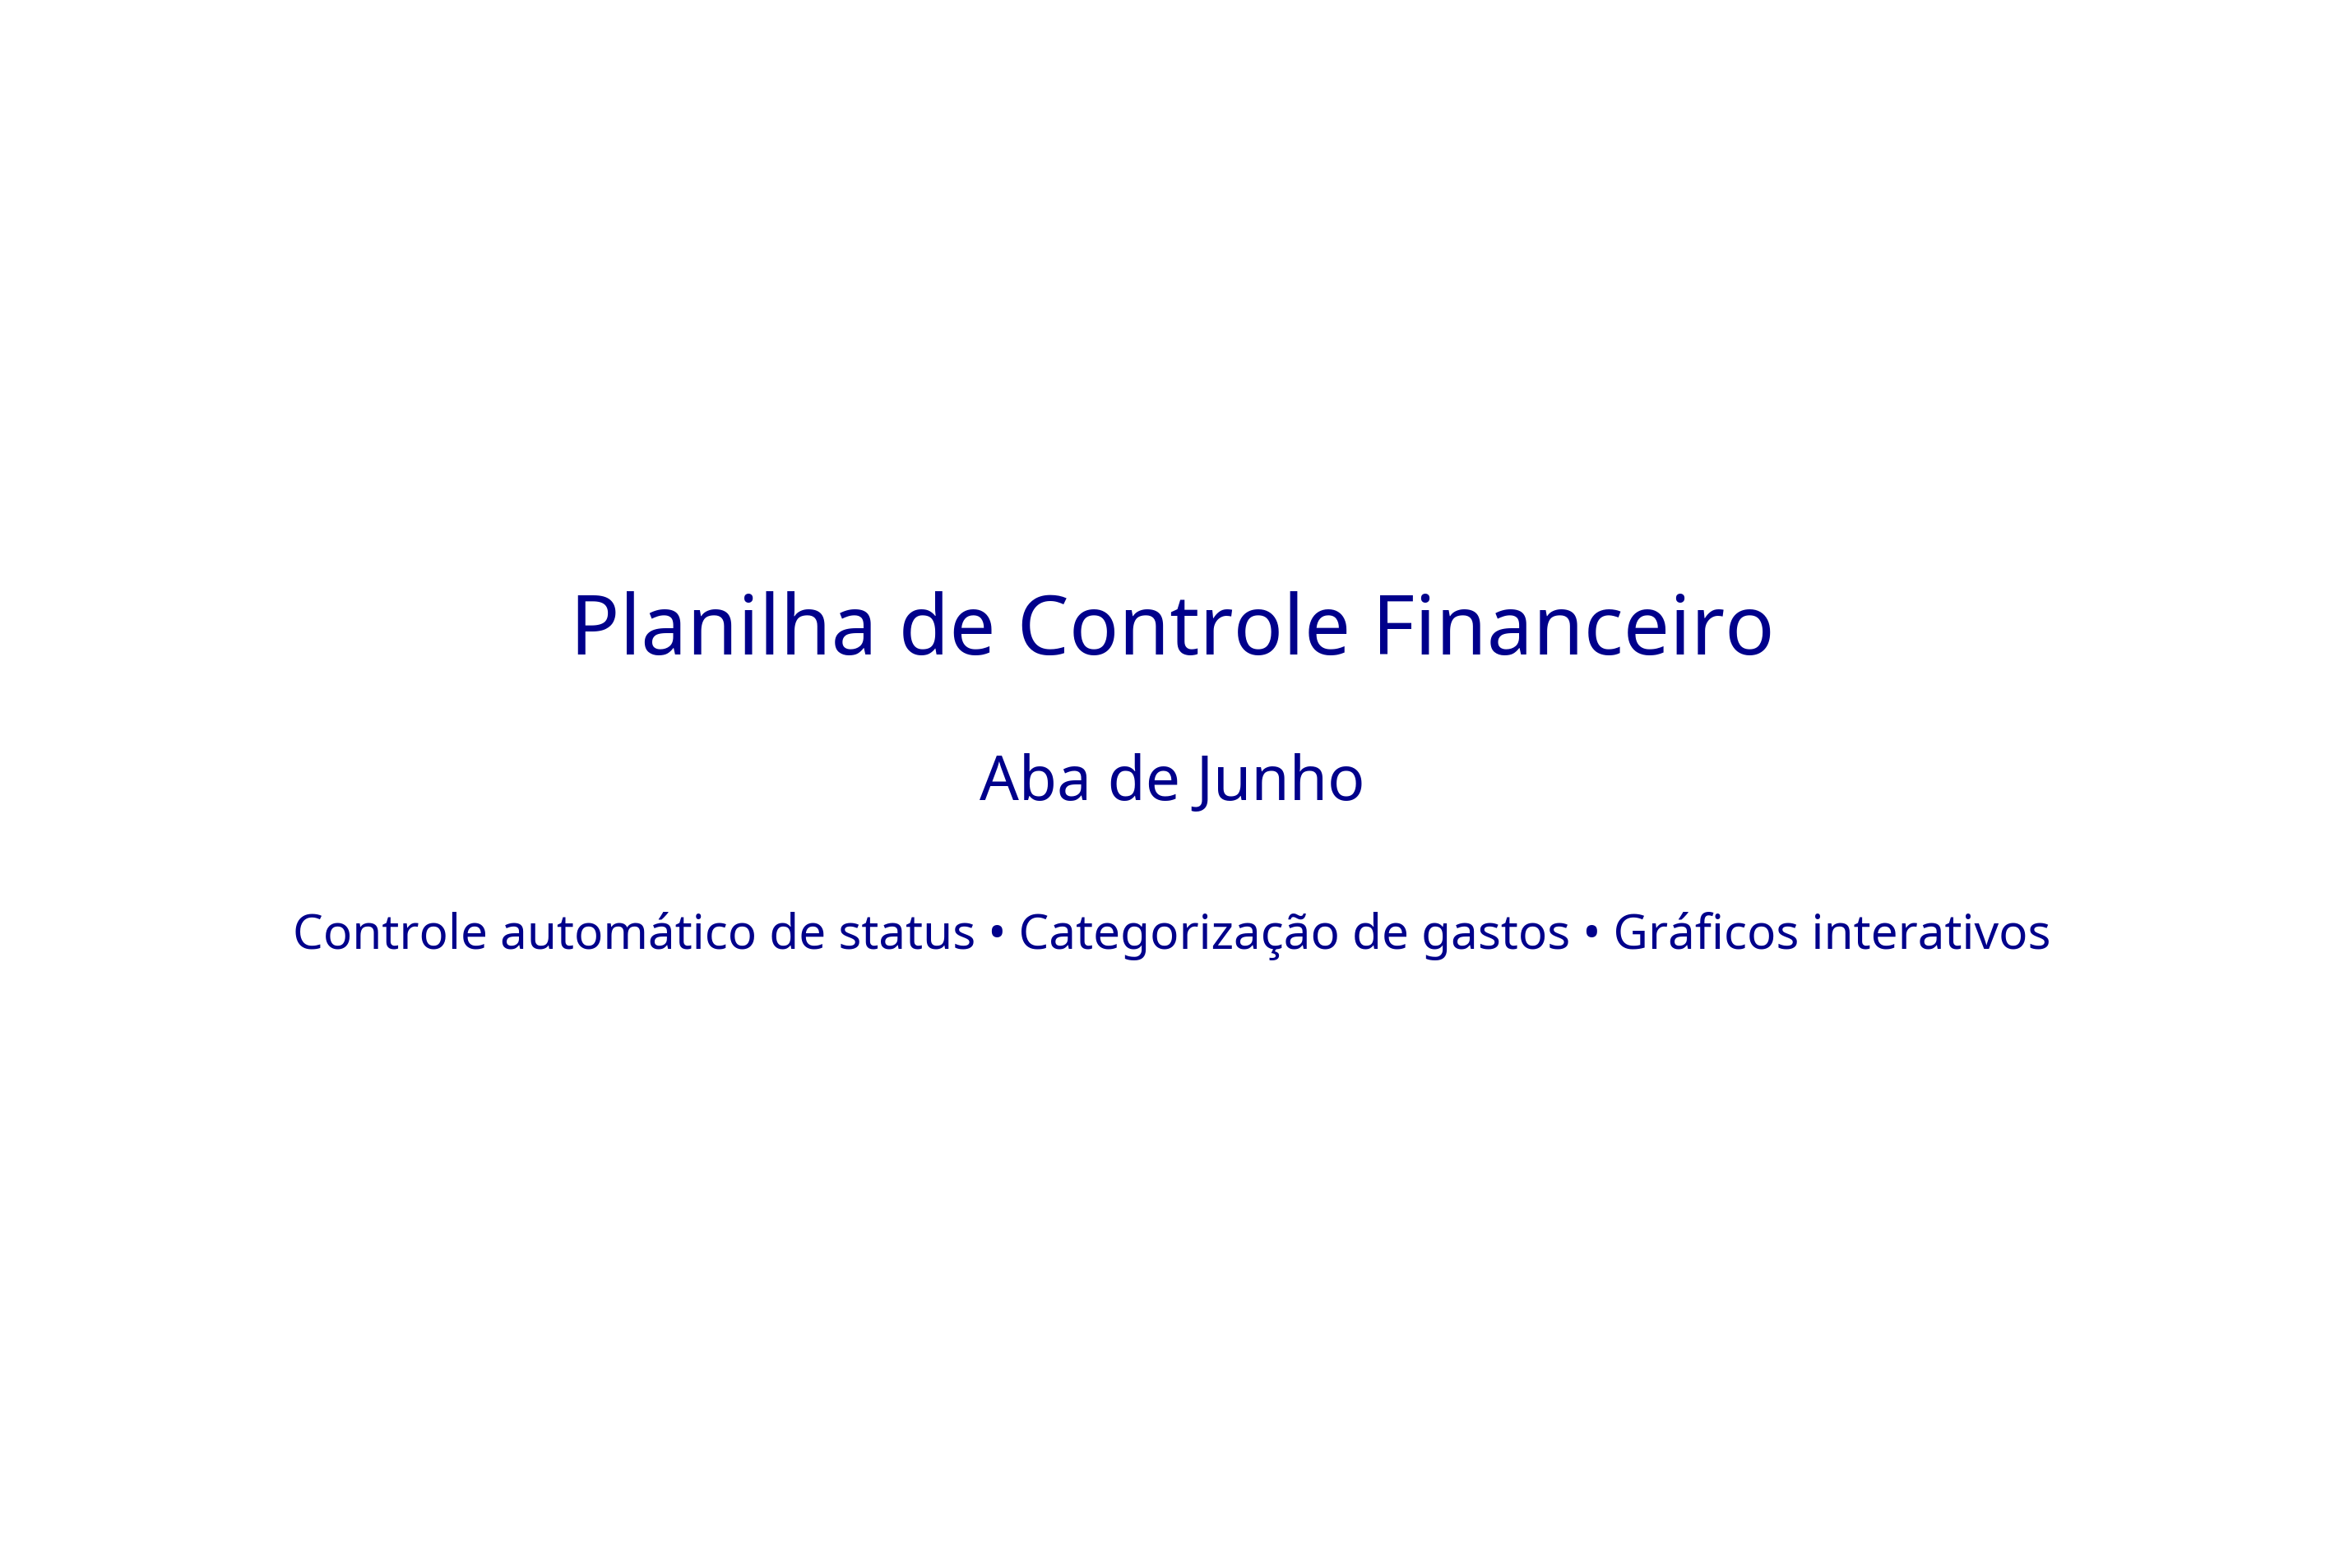 Planilha de Controle Financeiro
Aba de Junho
Controle automático de status • Categorização de gastos • Gráficos interativos